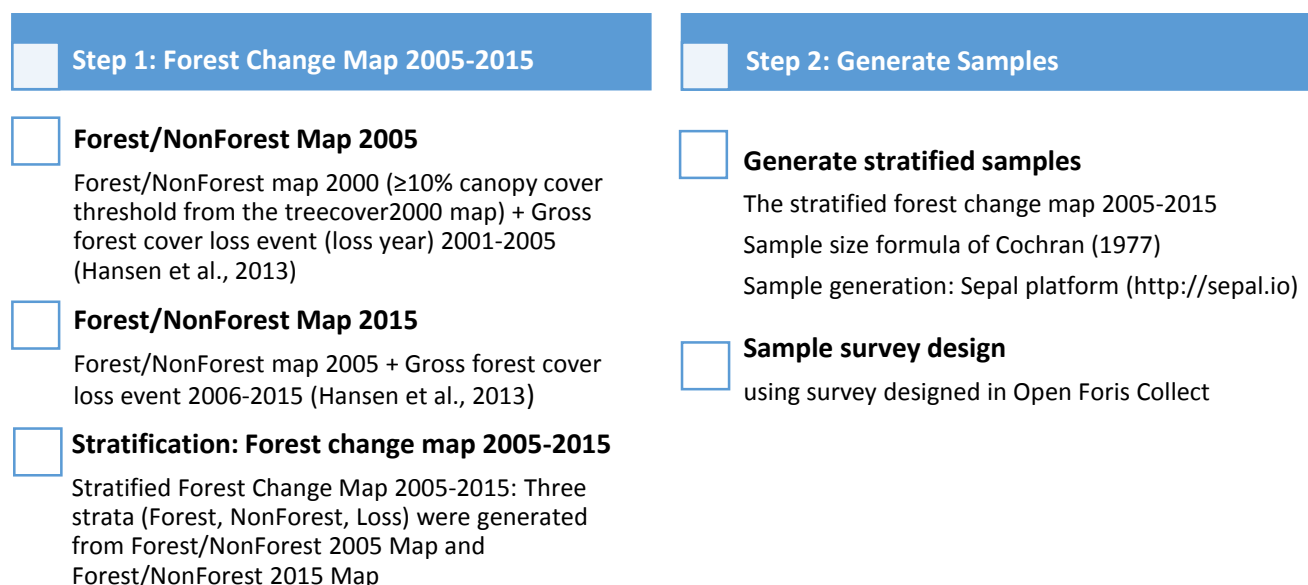 Step 1: Forest Change Map 2005-2015
Forest/NonForest Map 2005
Forest/NonForest map 2000 (≥10% canopy cover
threshold from the treecover2000 map) + Gross
forest cover loss event (loss year) 2001-2005
(Hansen et al., 2013)
Forest/NonForest Map 2015
Forest/NonForest map 2005 + Gross forest cover
loss event 2006-2015 (Hansen et al., 2013)
Stratification: Forest change map 2005-2015
Stratified Forest Change Map 2005-2015: Three
strata (Forest, NonForest, Loss) were generated
from Forest/NonForest 2005 Map and
Forest/NonForest 2015 Map
Step 2: Generate Samples
Generate stratified samples
The stratified forest change map 2005-2015
Sample size formula of Cochran (1977)
Sample generation: Sepal platform (http://sepal.io)
Sample survey design
using survey designed in Open Foris Collect